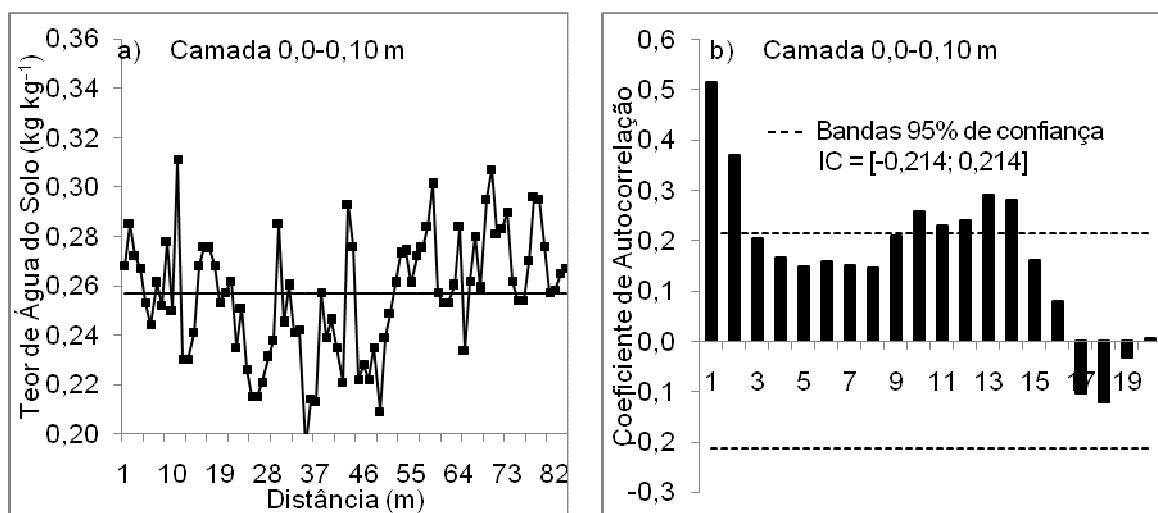 a) Camada 0,0-0,10 m
Teor de Água do Solo (kg kg⁻¹)
0,36
0,34
0,32
0,30
0,28
0,26
0,24
0,22
0,20
1 10 19 28 37 46 55 64 73 82
Distância (m)
b) Camada 0,0-0,10 m
Coeficiente de Autocorrelação
0,6
0,5
0,4
0,3
0,2
0,1
0,0
-0,1
-0,2
-0,3
Bandas 95% de confiança
IC = [-0,214; 0,214]
1 3 5 7 9 11 13 15 17 19